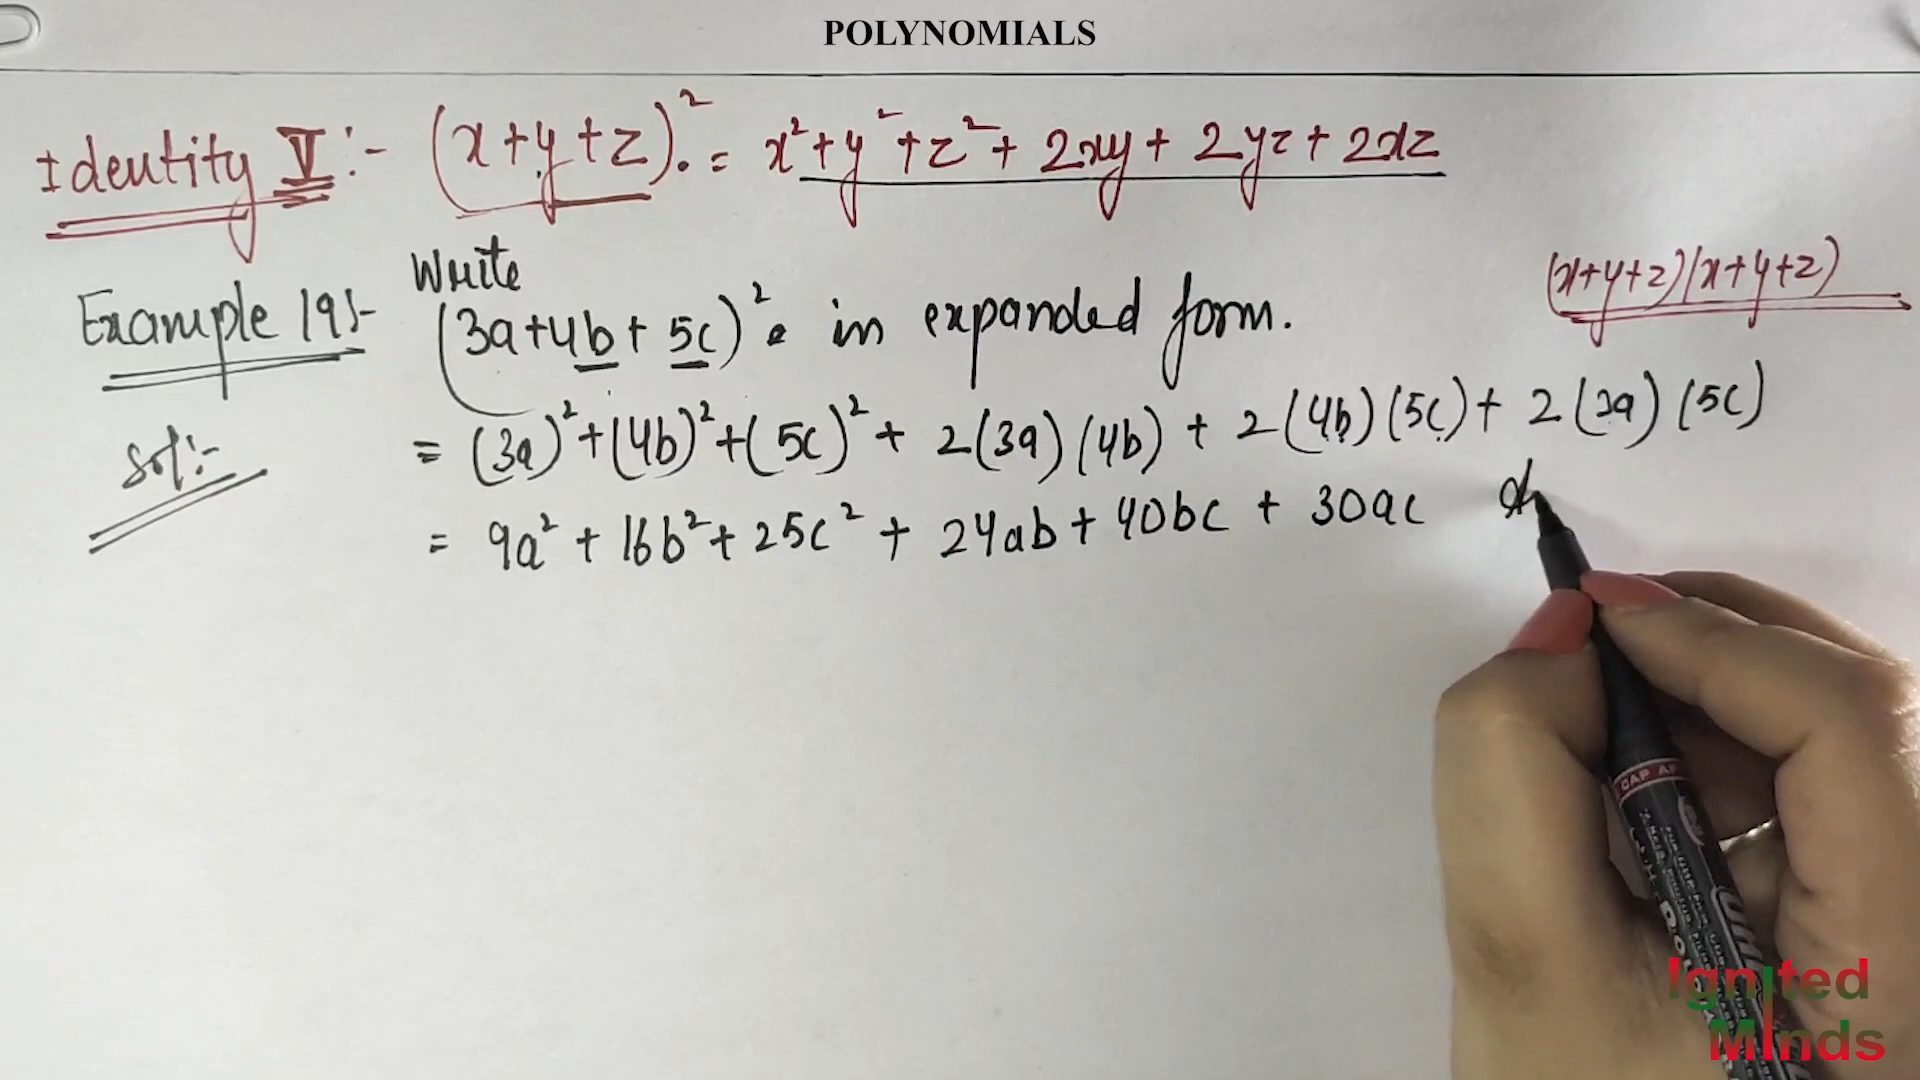 POLYNOMIALS
Identity V:- (x+y+z)² = x²+y²+z²+ 2xy+ 2yz+ 2xz
(x+y+z)(x+y+z)
Write
Example 19:- (3a+4b+5c)² in expanded form.
Sol:-
= (3a)²+(4b)²+(5c)²+ 2(3a)(4b) + 2(4b)(5c)+ 2(3a)(5c)
= 9a² + 16b²+25c² + 24ab+40bc + 30ac
CAP
Ignited
Minds